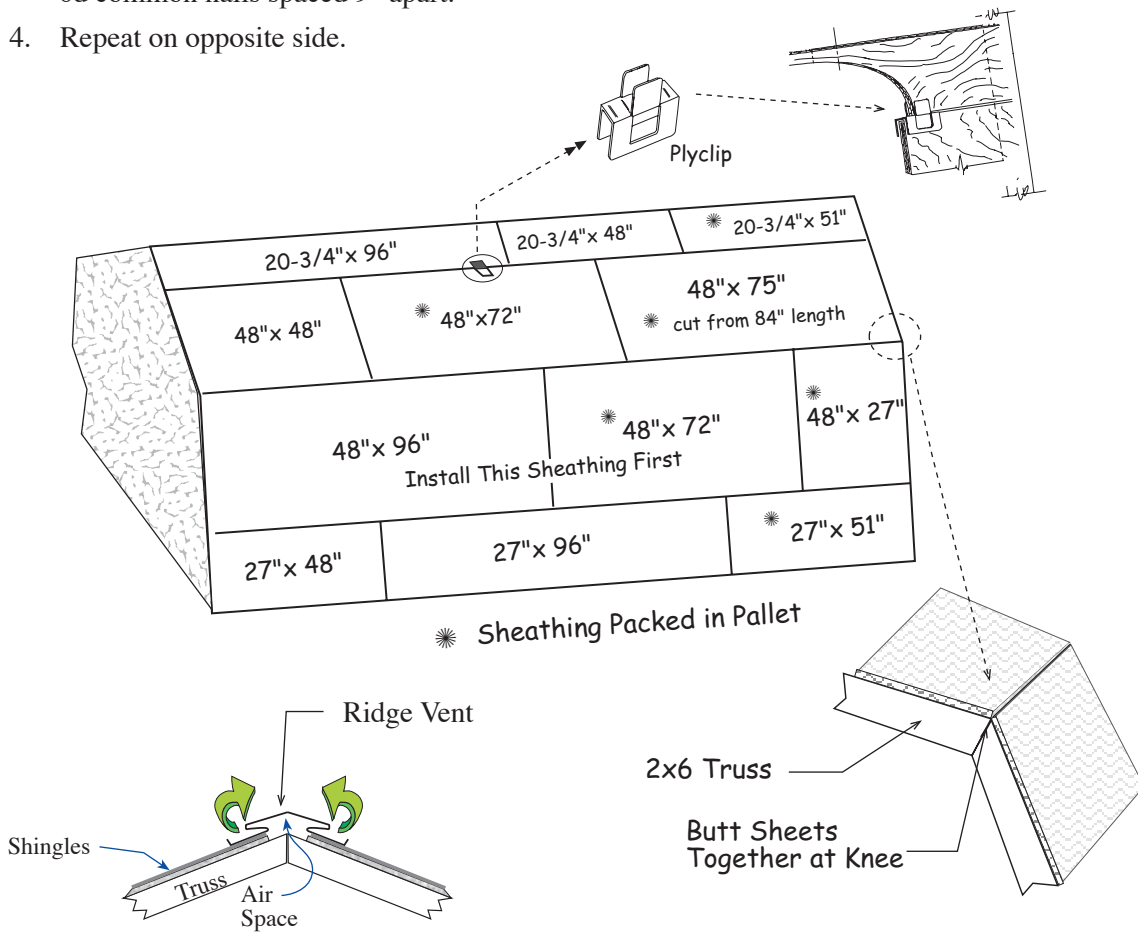 4. Repeat on opposite side.
Plyclip
20-3/4"x 96"
20-3/4"x 48"
20-3/4"x 51"
48"x 48"
48"x72"
48"x 75"
cut from 84" length
48"x 96"
48"x 72"
48"x 27"
Install This Sheathing First
27"x 48"
27"x 96"
27"x 51"
Sheathing Packed in Pallet
Ridge Vent
2x6 Truss
Butt Sheets
Together at Knee
Shingles
Truss
Air
Space